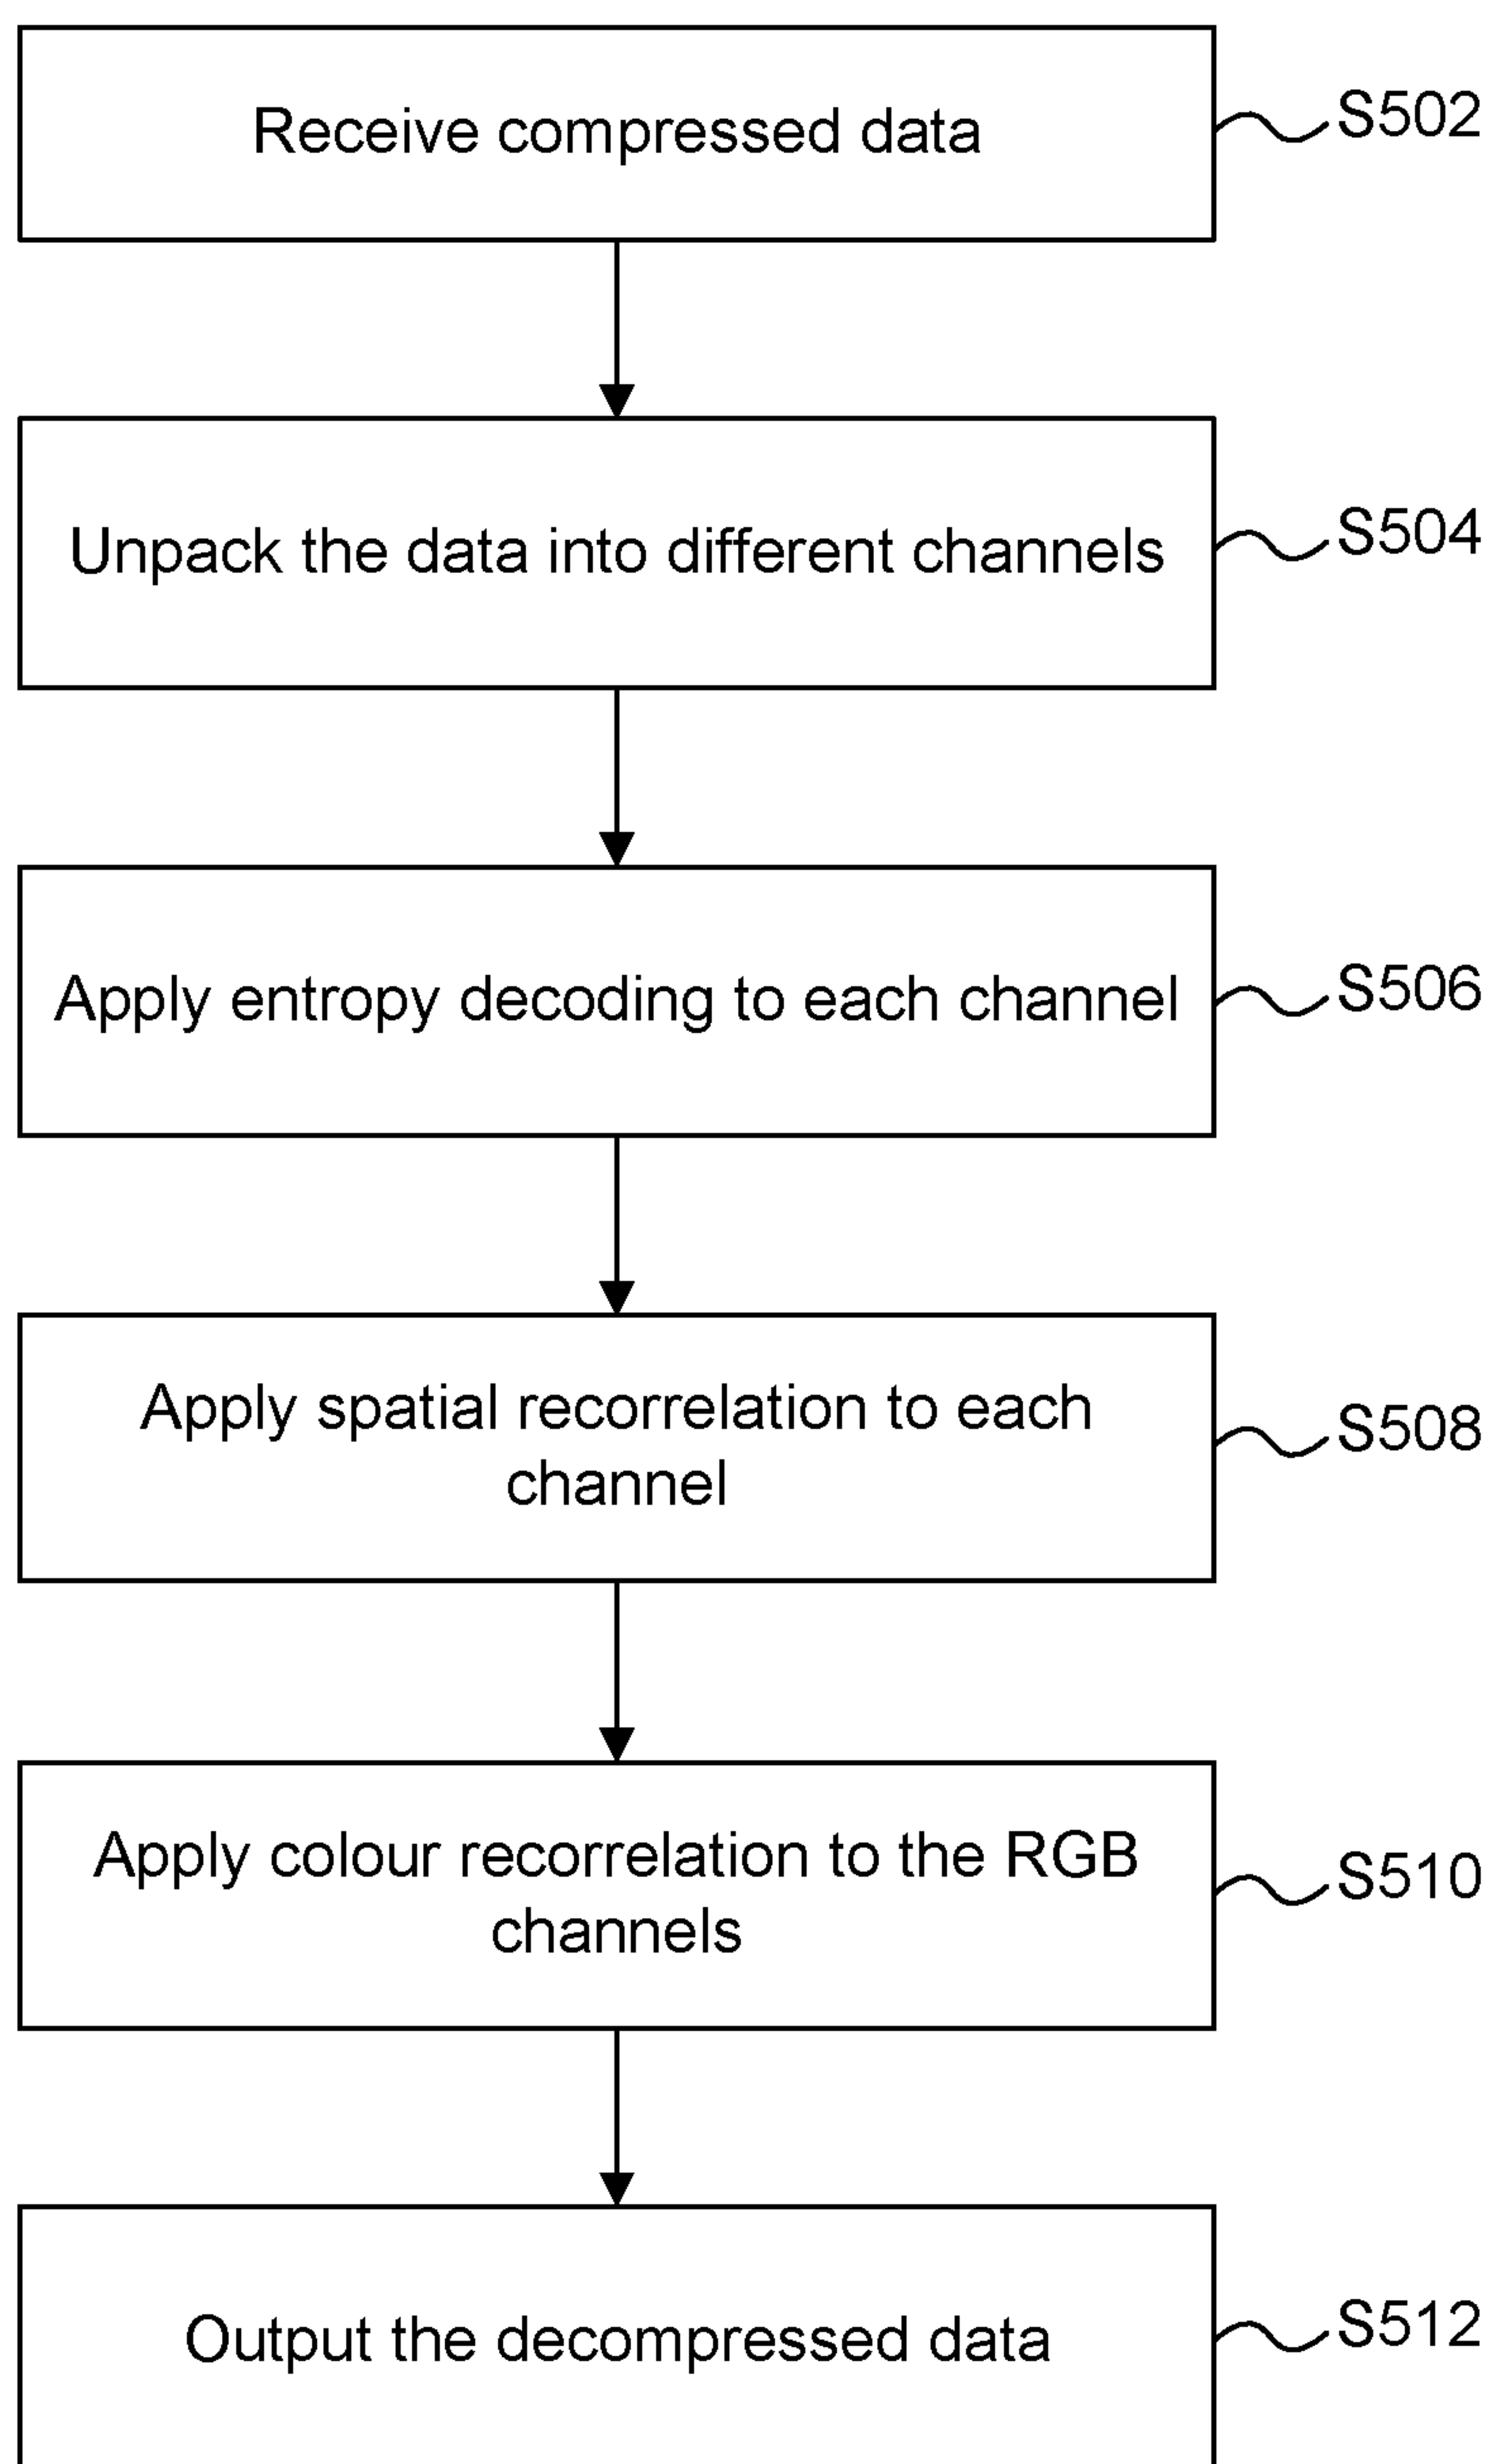 Receive compressed data
S502
Unpack the data into different channels
S504
Apply entropy decoding to each channel
S506
Apply spatial recorrelation to each
channel
S508
Apply colour recorrelation to the RGB
channels
S510
Output the decompressed data
S512